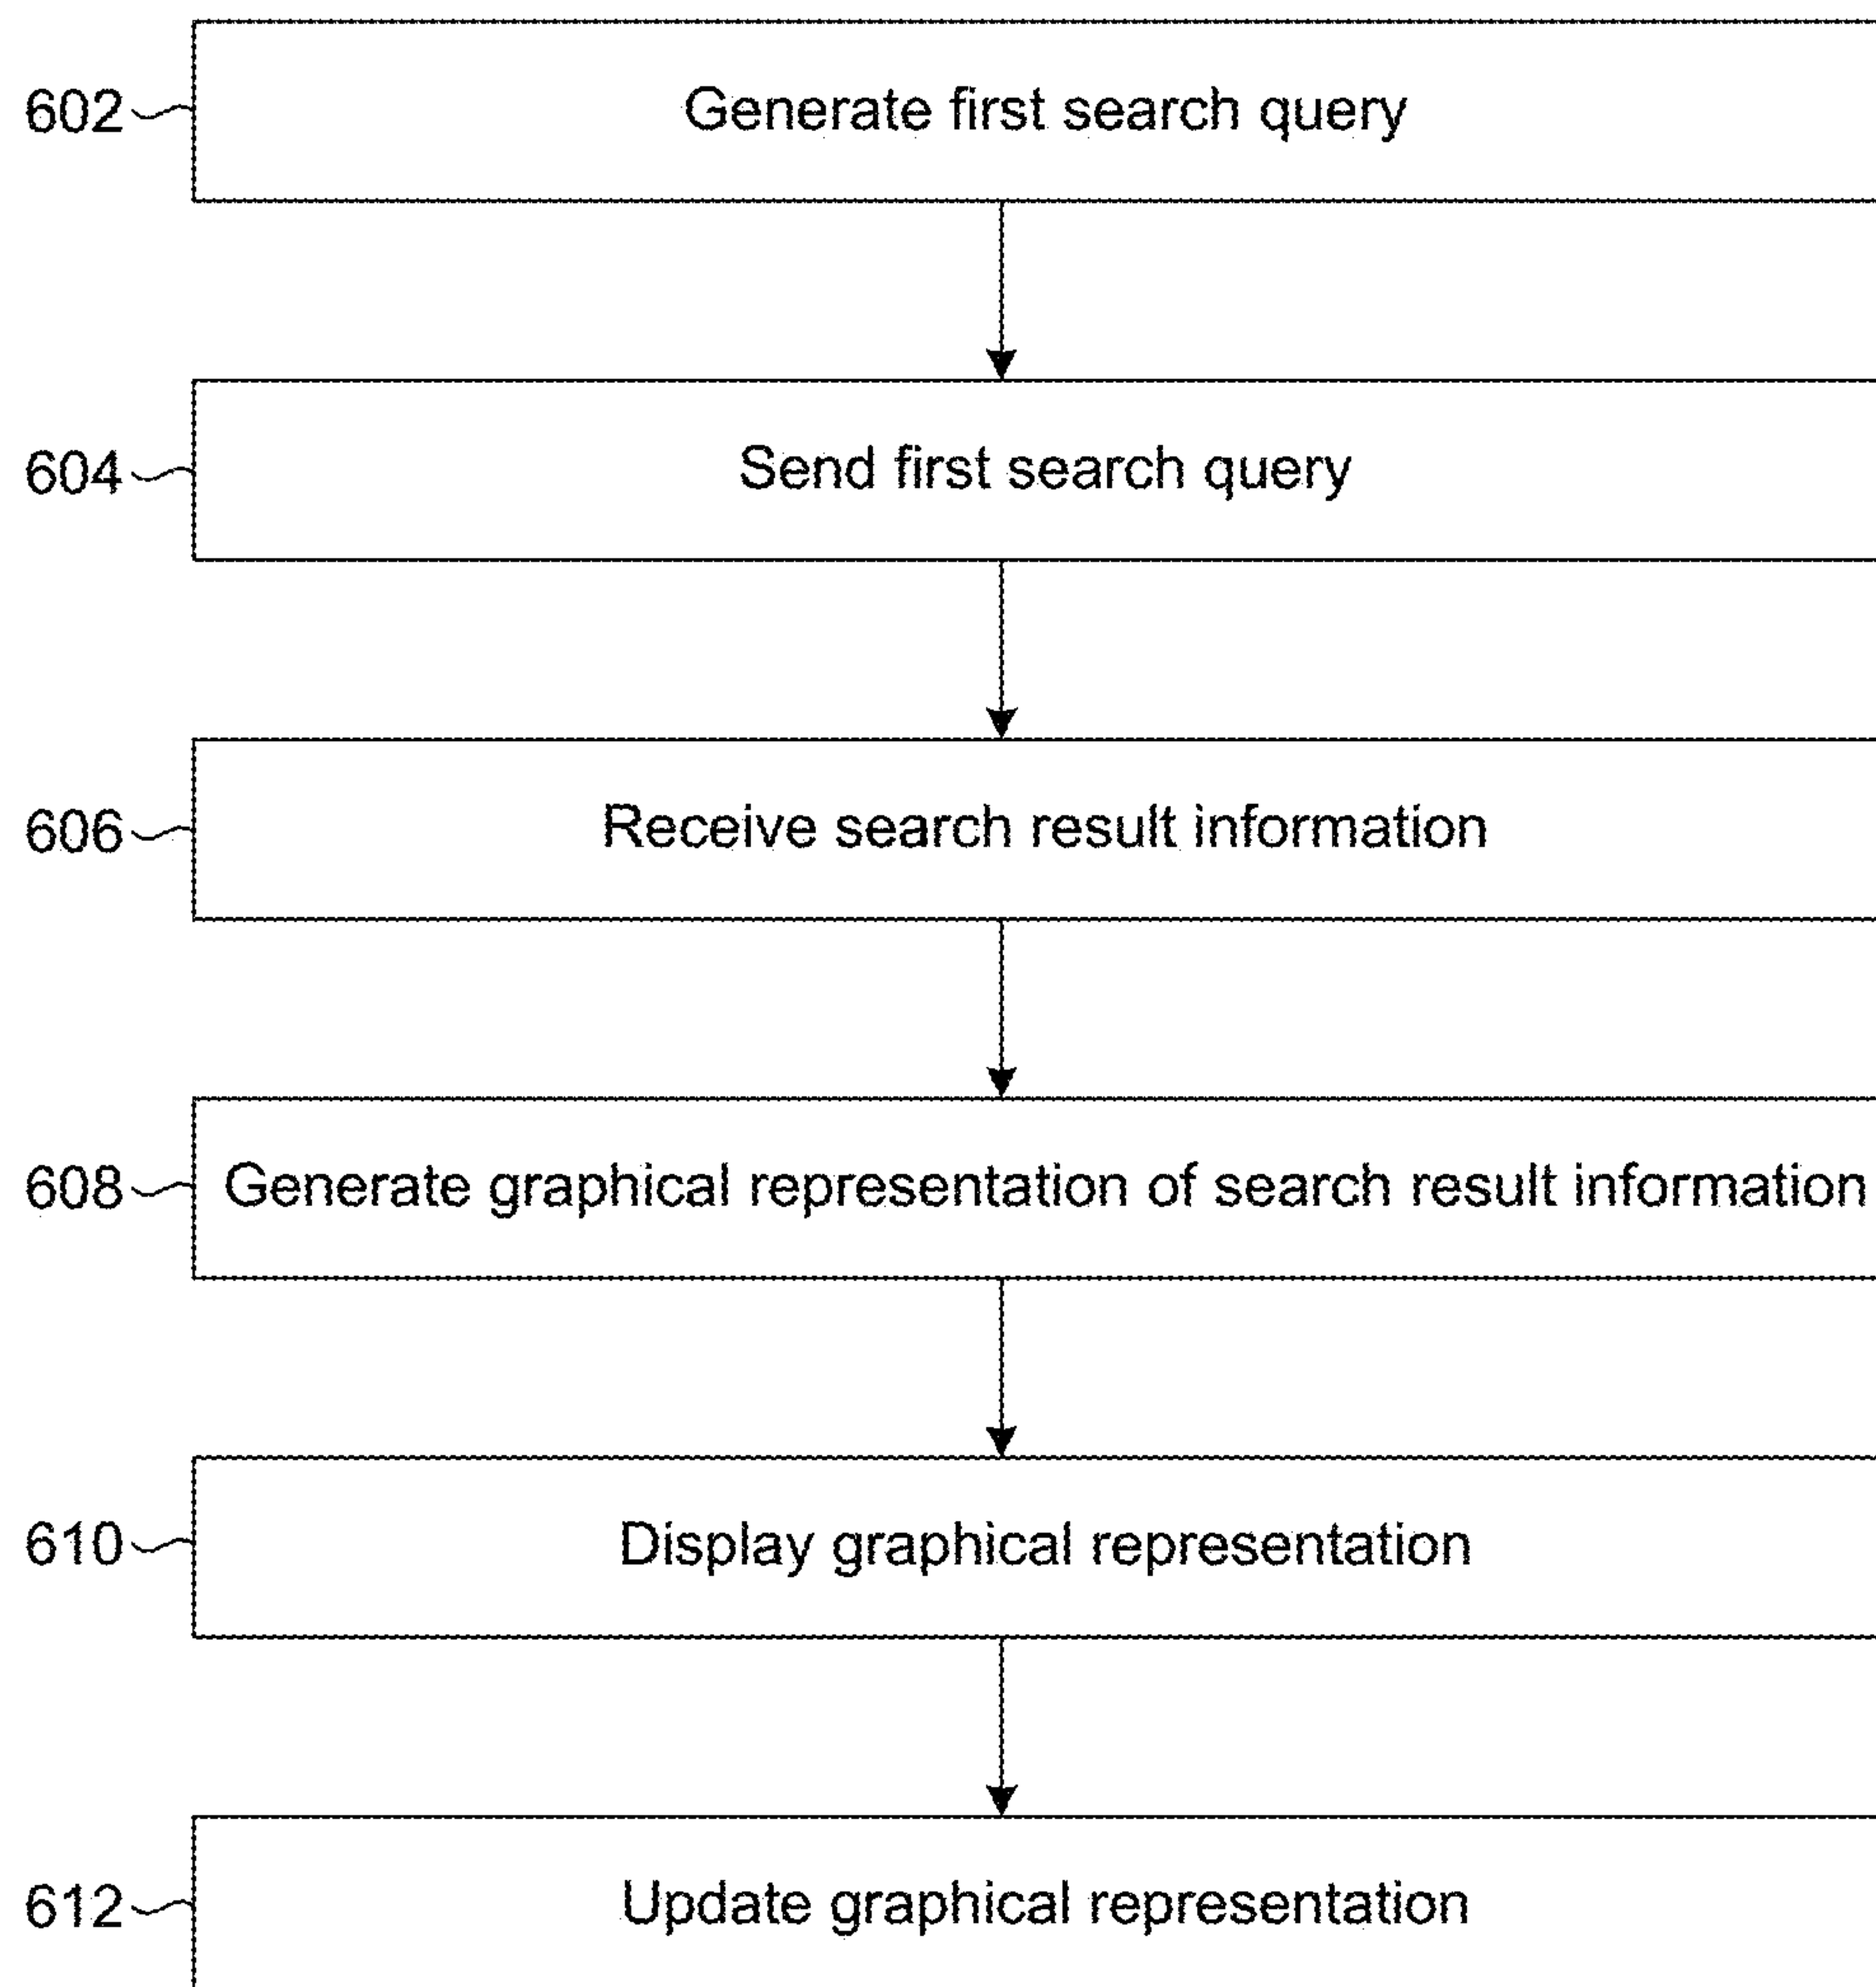 602 Generate first search query
604 Send first search query
606 Receive search result information
608 Generate graphical representation of search result information
610 Display graphical representation
612 Update graphical representation